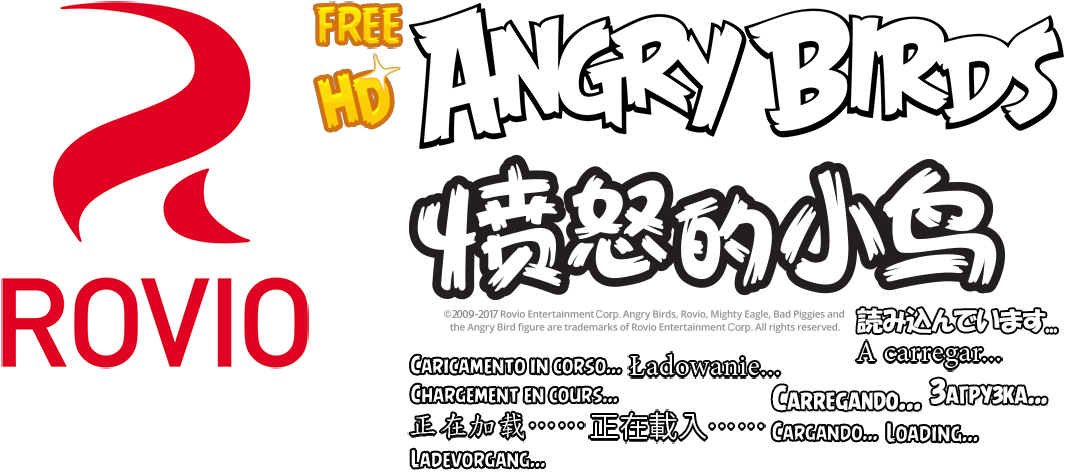 ROVIO
FREE
HD
ANGRY BIRDS
愤怒的小鸟
©2009-2017 Rovio Entertainment Corp. Angry Birds, Rovio, Mighty Eagle, Bad Piggies and
the Angry Bird figure are trademarks of Rovio Entertainment Corp. All rights reserved.
読み込んでいます...
A carregar...
CARICAMENTO IN CORSO...
Ładowanie...
CHARGEMENT EN COURS...
CARREGANDO...
ЗАГРУЗКА...
正在加载……
正在載入……
CARGANDO...
LOADING...
LADEVORGANG...